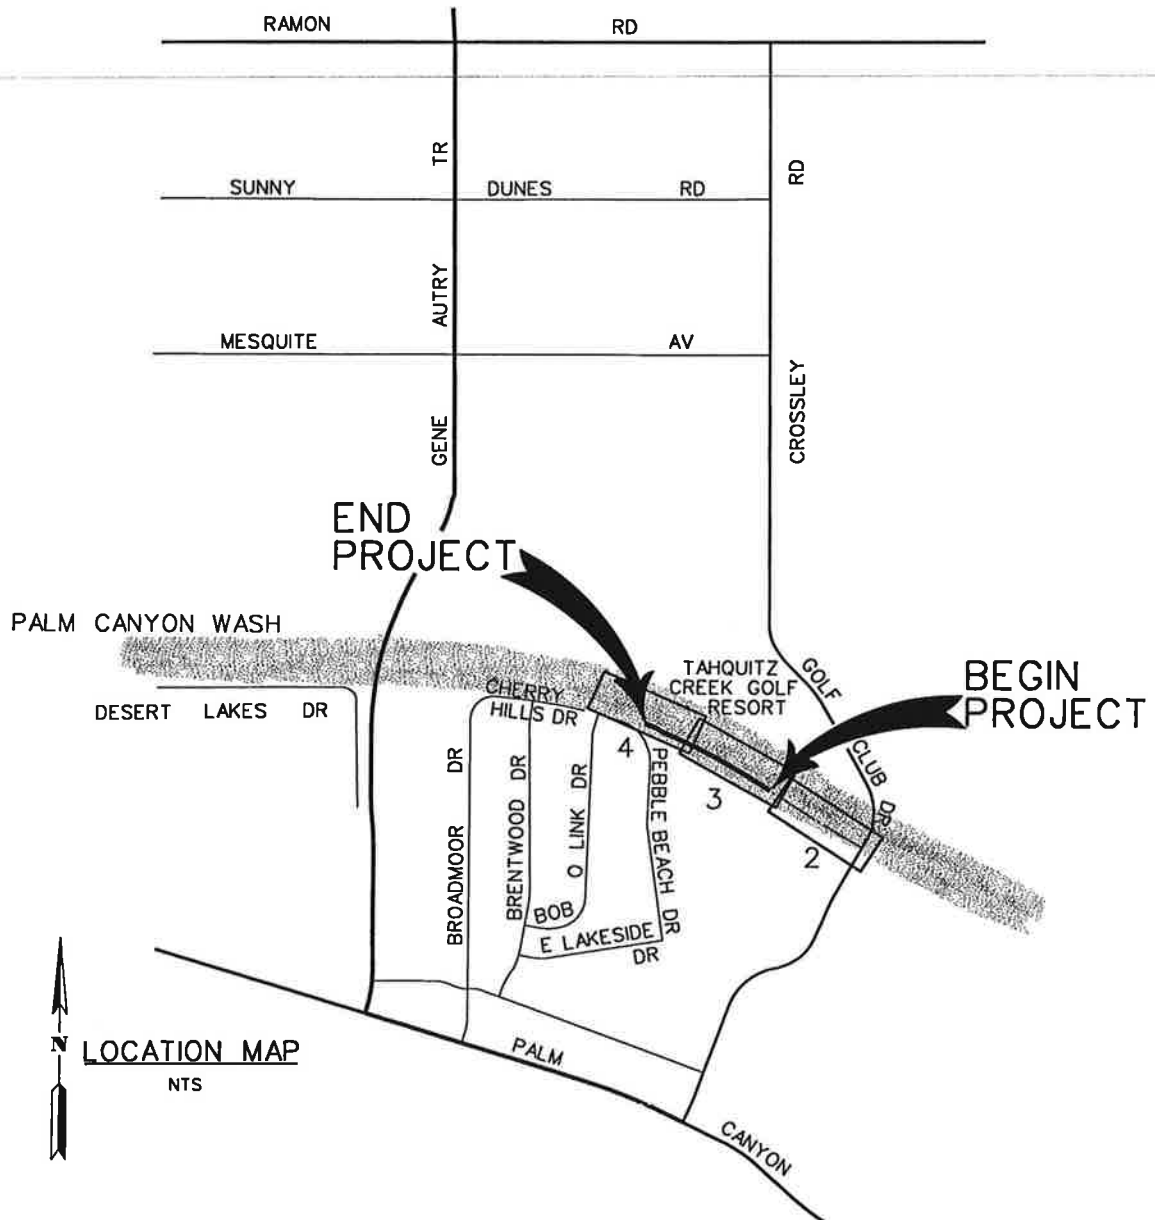 RAMON RD
TR
RD
SUNNY DUNES RD
AUTRY
MESQUITE AV
GENE
CROSSLEY
END
PROJECT
PALM CANYON WASH
GOLF
TAHQUITZ
CREEK GOLF
RESORT
BEGIN
PROJECT
CHERRY
HILLS DR
DESERT LAKES DR
CLUB DR
4
3
2
PEBBLE BEACH DR
BROADMOOR DR
BRENTWOOD DR
BOB O LINK DR
E LAKESIDE
DR
N
LOCATION MAP
NTS
PALM
CANYON